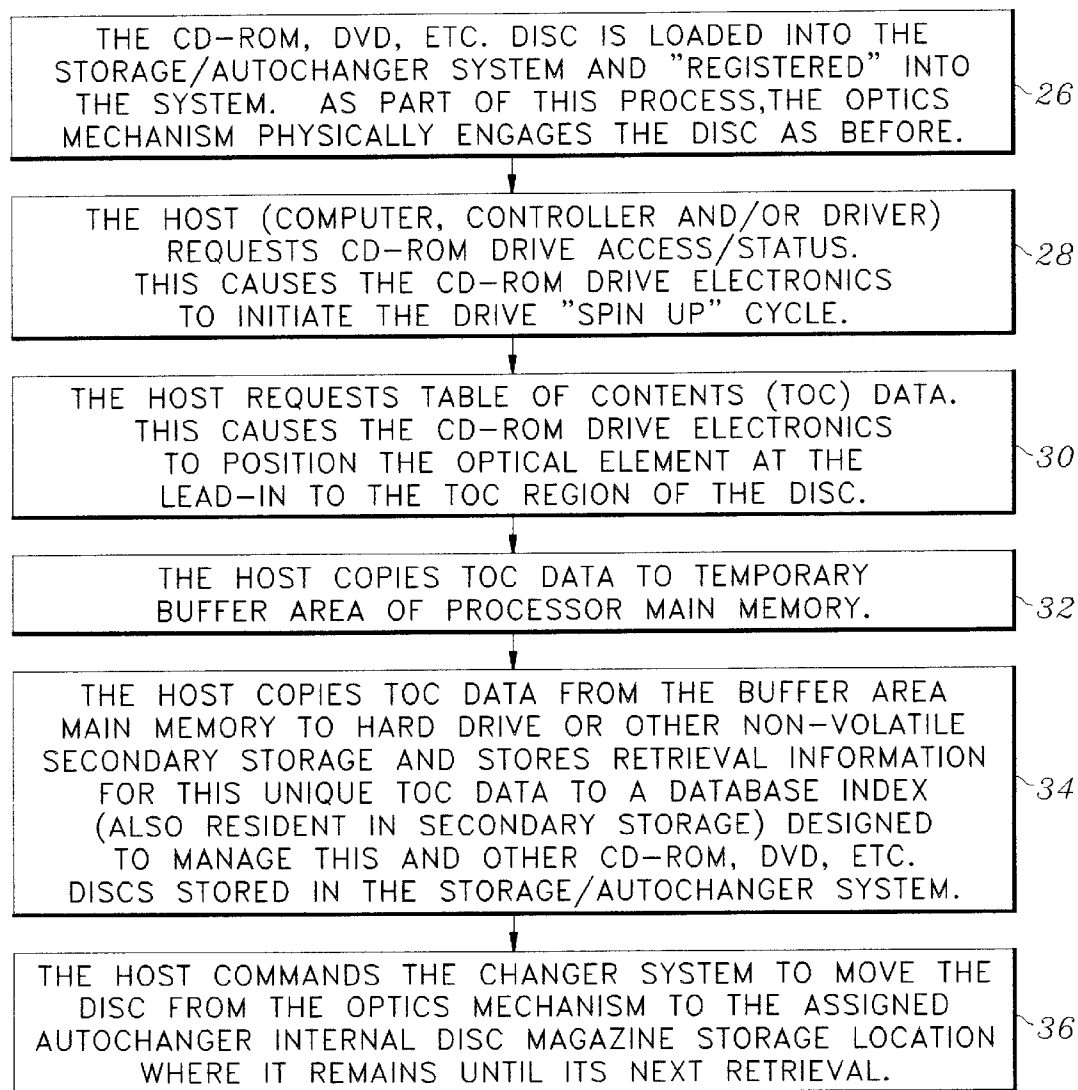 THE CD-ROM, DVD, ETC. DISC IS LOADED INTO THE
STORAGE/AUTOCHANGER SYSTEM AND "REGISTERED" INTO
THE SYSTEM. AS PART OF THIS PROCESS,THE OPTICS
MECHANISM PHYSICALLY ENGAGES THE DISC AS BEFORE.
26
THE HOST (COMPUTER, CONTROLLER AND/OR DRIVER)
REQUESTS CD-ROM DRIVE ACCESS/STATUS.
THIS CAUSES THE CD-ROM DRIVE ELECTRONICS
TO INITIATE THE DRIVE "SPIN UP" CYCLE.
28
THE HOST REQUESTS TABLE OF CONTENTS (TOC) DATA.
THIS CAUSES THE CD-ROM DRIVE ELECTRONICS
TO POSITION THE OPTICAL ELEMENT AT THE
LEAD-IN TO THE TOC REGION OF THE DISC.
30
THE HOST COPIES TOC DATA TO TEMPORARY
BUFFER AREA OF PROCESSOR MAIN MEMORY.
32
THE HOST COPIES TOC DATA FROM THE BUFFER AREA
MAIN MEMORY TO HARD DRIVE OR OTHER NON-VOLATILE
SECONDARY STORAGE AND STORES RETRIEVAL INFORMATION
FOR THIS UNIQUE TOC DATA TO A DATABASE INDEX
(ALSO RESIDENT IN SECONDARY STORAGE) DESIGNED
TO MANAGE THIS AND OTHER CD-ROM, DVD, ETC.
DISCS STORED IN THE STORAGE/AUTOCHANGER SYSTEM.
34
THE HOST COMMANDS THE CHANGER SYSTEM TO MOVE THE
DISC FROM THE OPTICS MECHANISM TO THE ASSIGNED
AUTOCHANGER INTERNAL DISC MAGAZINE STORAGE LOCATION
WHERE IT REMAINS UNTIL ITS NEXT RETRIEVAL.
36